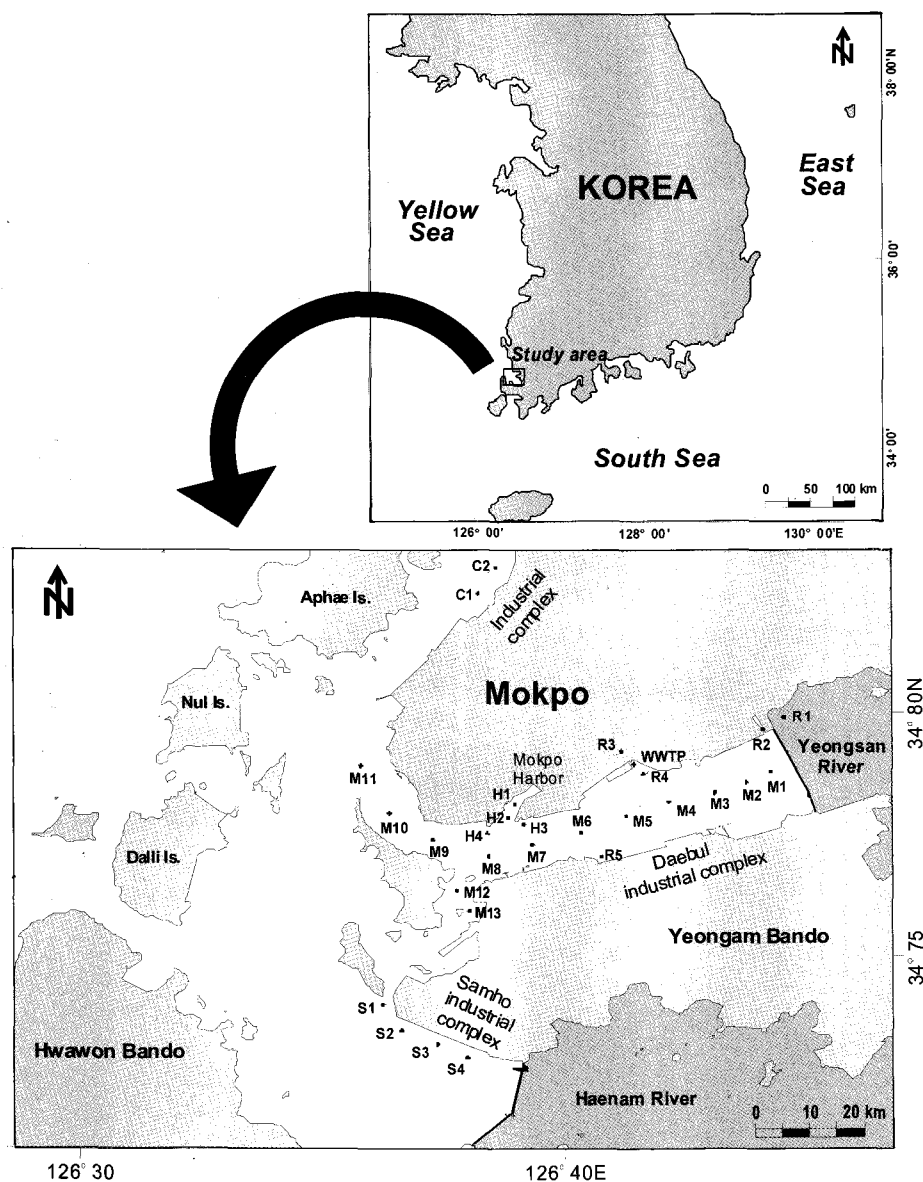 N
38° 00'N
East
Sea
KOREA
Yellow
Sea
36° 00'
Study area
34° 00'
South Sea
0 50 100 km
126° 00' 128° 00' 130° 00'E
N
C2
Aphae Is.
C1
Industrial
complex
Mokpo
Nul Is.
34° 80N
R1
R2
R3
WWTP
Yeongsan
River
Mokpo
Harbor
R4
M11
M1
M2
H1
M3
M4
M10
H2
H3
M6
M5
H4
M9
M7
Dalli Is.
M8
R5
Daebul
industrial complex
M12
M13
Yeongam Bando
34° 75
Samho
industrial
complex
S1
S2
Hwawon Bando
S3
S4
Haenam River
0 10 20 km
126° 30 126° 40E